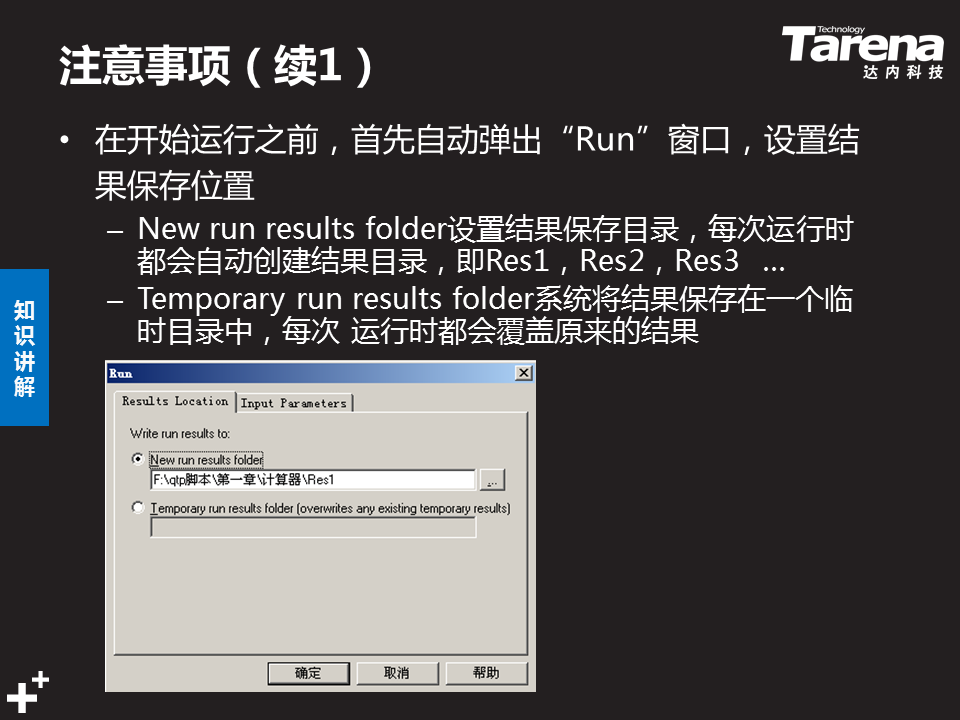 注意事项（续1）
Technology
Tarena
达内科技
• 在开始运行之前，首先自动弹出“Run”窗口，设置结
果保存位置
– New run results folder设置结果保存目录，每次运行时
都会自动创建结果目录，即Res1，Res2，Res3 …
– Temporary run results folder系统将结果保存在一个临
时目录中，每次 运行时都会覆盖原来的结果
知
识
讲
解
Run
Results Location
Input Parameters
Write run results to:
New run results folder
F:\qtp脚本\第一章\计算器\Res1
...
Temporary run results folder (overwrites any existing temporary results)
确定
取消
帮助